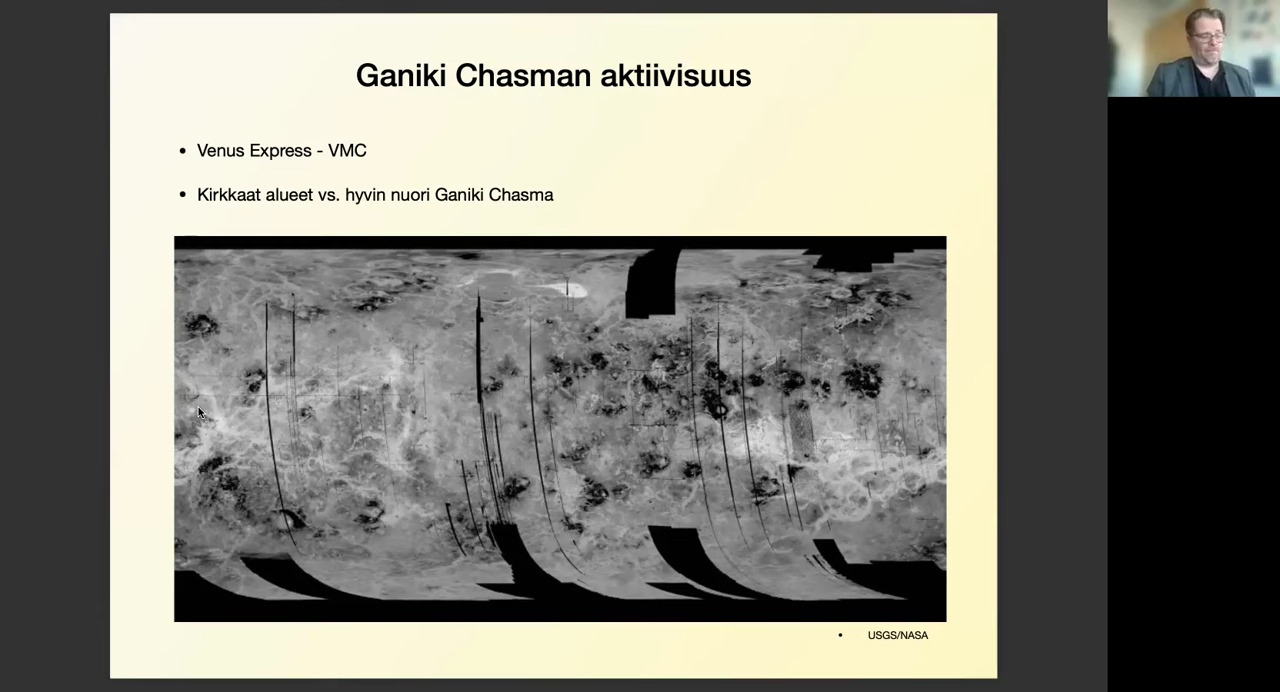 Ganiki Chasman aktiivisuus
• Venus Express - VMC
• Kirkkaat alueet vs. hyvin nuori Ganiki Chasma
• USGS/NASA